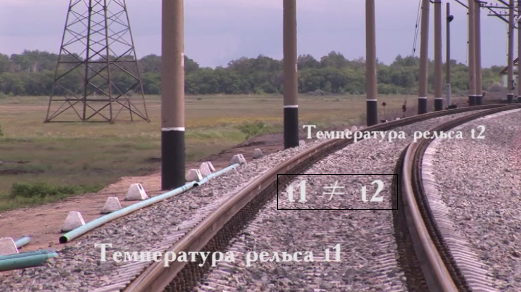 Температура рельса t2
t1 ≠ t2
Температура рельса t1